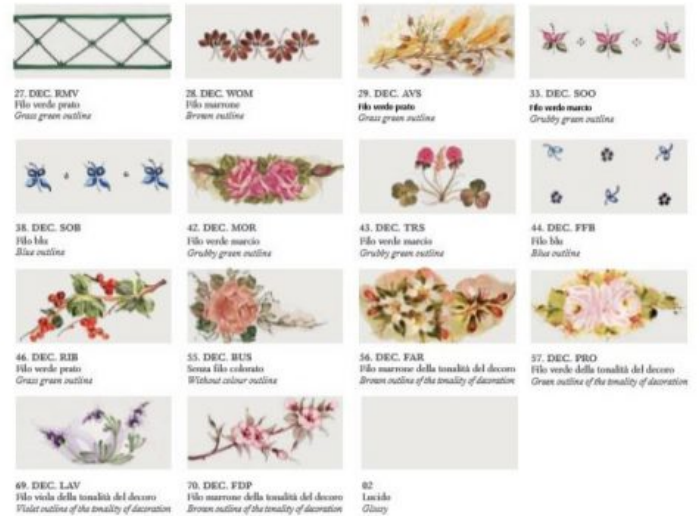 27. DEC. RMV
Filo verde prato
Grass green outline
28. DEC. WOM
Filo marrone
Brown outline
29. DEC. AVS
Filo verde prato
Grass green outline
33. DEC. SOO
Filo verde marcio
Grubby green outline
38. DEC. SOB
Filo blu
Blue outline
42. DEC. MOR
Filo verde marcio
Grubby green outline
43. DEC. TRS
Filo verde marcio
Grubby green outline
44. DEC. FFB
Filo blu
Blue outline
46. DEC. RIB
Filo verde prato
Grass green outline
55. DEC. BUS
Senza filo colorato
Without colour outline
56. DEC. FAR
Filo marrone della tonalità del decoro
Brown outline of the tonality of decoration
57. DEC. PRO
Filo verde della tonalità del decoro
Green outline of the tonality of decoration
69. DEC. LAV
Filo viola della tonalità del decoro
Violet outline of the tonality of decoration
70. DEC. FDP
Filo marrone della tonalità del decoro
Brown outline of the tonality of decoration
02
Lucido
Glossy